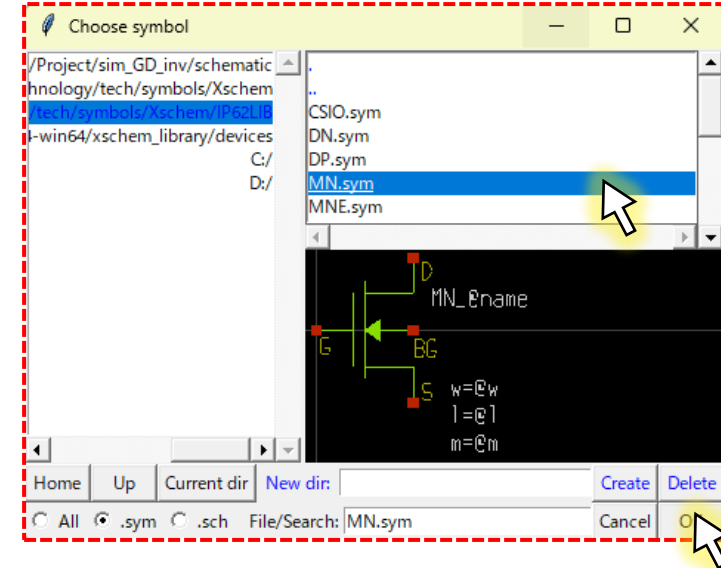 Choose symbol
/Project/sim_GD_inv/schematic
hnology/tech/symbols/Xschem
/tech/symbols/Xschem/IP62LIB
-win64/xschem_library/devices
C:/
D:/
.
..
CSIO.sym
DN.sym
DP.sym
MN.sym
MNE.sym
D
MN_@name
G
BG
S
w=@w
l=@l
m=@m
Home Up Current dir New dir: Create Delete
All .sym .sch File/Search: MN.sym Cancel